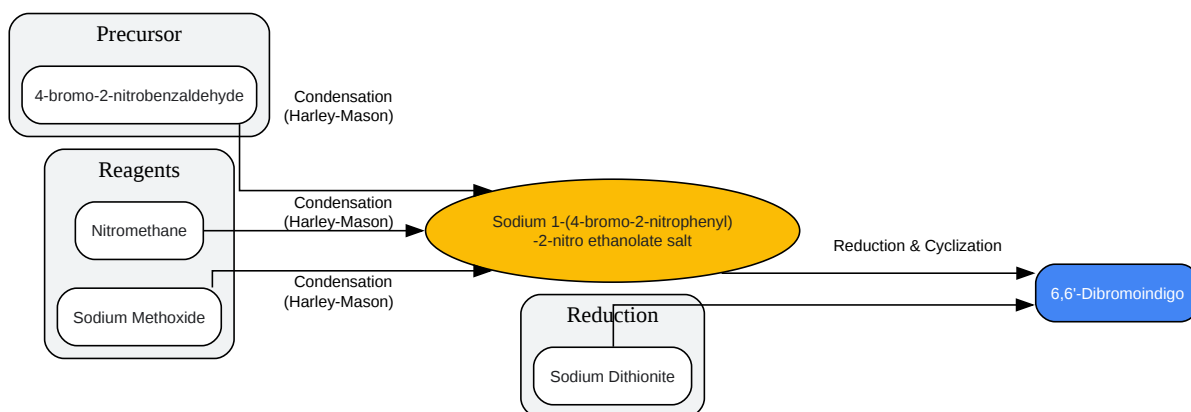 Precursor
4-bromo-2-nitrobenzaldehyde
Condensation
(Harley-Mason)
Reagents
Nitromethane
Condensation
(Harley-Mason)
Sodium Methoxide
Condensation
(Harley-Mason)
Sodium 1-(4-bromo-2-nitrophenyl)
-2-nitro ethanolate salt
Reduction & Cyclization
6,6'-Dibromoindigo
Reduction
Sodium Dithionite